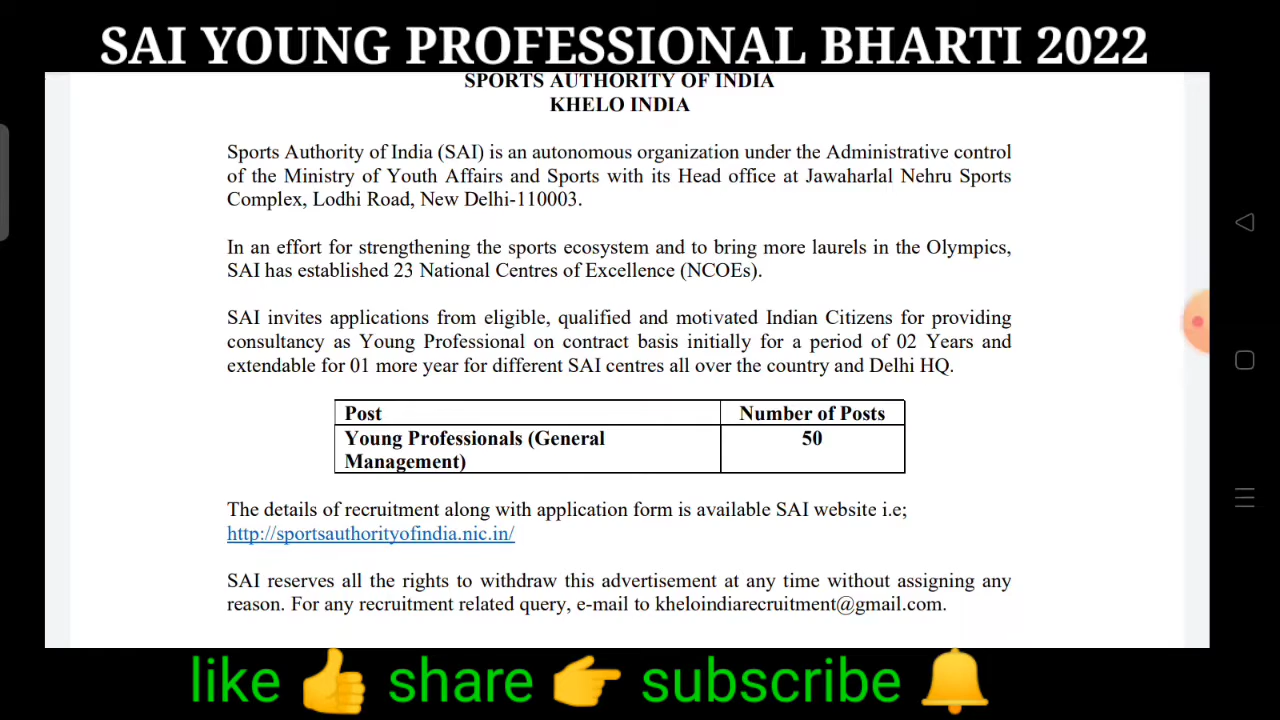 SAI YOUNG PROFESSIONAL BHARTI 2022
SPORTS AUTHORITY OF INDIA
KHELO INDIA
Sports Authority of India (SAI) is an autonomous organization under the Administrative control
of the Ministry of Youth Affairs and Sports with its Head office at Jawaharlal Nehru Sports
Complex, Lodhi Road, New Delhi-110003.
In an effort for strengthening the sports ecosystem and to bring more laurels in the Olympics,
SAI has established 23 National Centres of Excellence (NCOEs).
SAI invites applications from eligible, qualified and motivated Indian Citizens for providing
consultancy as Young Professional on contract basis initially for a period of 02 Years and
extendable for 01 more year for different SAI centres all over the country and Delhi HQ.
Post Number of Posts
Young Professionals (General 50
Management)
The details of recruitment along with application form is available SAI website i.e;
http://sportsauthorityofindia.nic.in/
SAI reserves all the rights to withdraw this advertisement at any time without assigning any
reason. For any recruitment related query, e-mail to kheloindiarecruitment@gmail.com.
like 👍 share 👉 subscribe 🔔